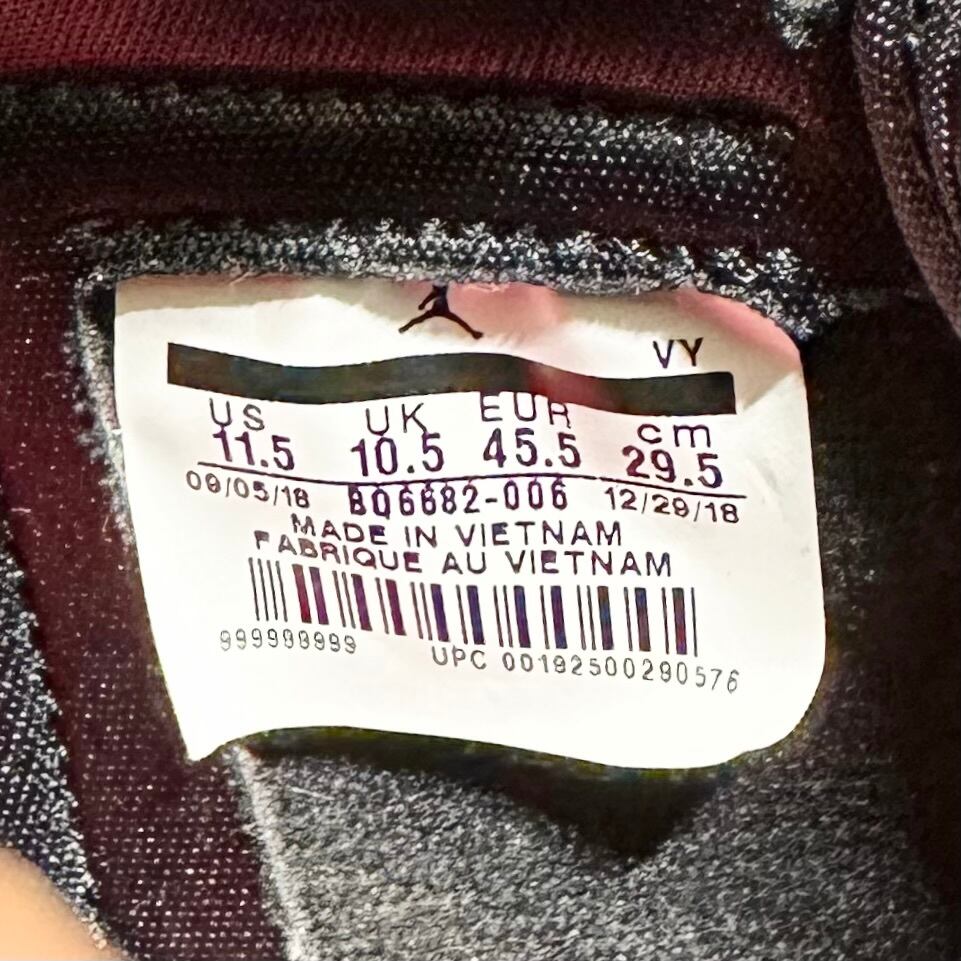 VY
US UK EUR cm
11.5 10.5 45.5 29.5
09/05/18 BQ6682-006 12/29/18
MADE IN VIETNAM
FABRIQUE AU VIETNAM
999999999
UPC 00192500290576